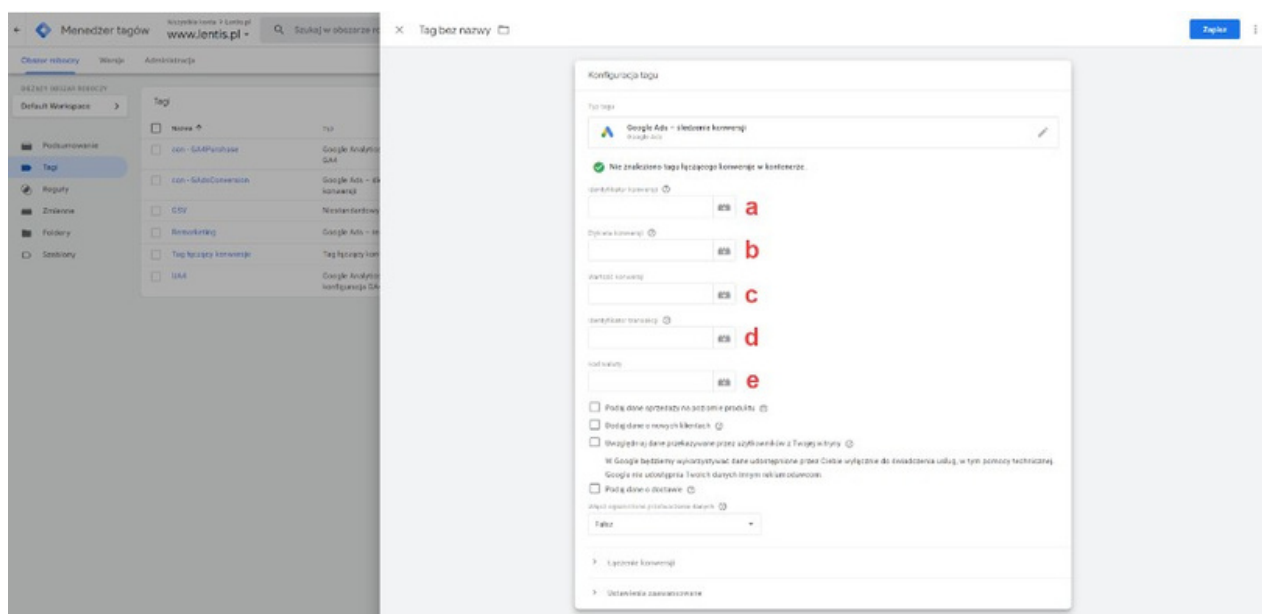 Menedżer tagów
Wszystkie konta > Lentis.pl
www.lentis.pl
Szukaj w obszarze
Tag bez nazwy
Zapisz
Obszar roboczy
Wersje
Administracja
BIEŻĄCY OBSZAR ROBOCZY
Default Workspace
Podsumowanie
Tagi
Reguły
Zmienne
Foldery
Szablony
Tagi
Nazwa
Typ
con - GA4Purchase
Google Analytics
GA4
con - GAdsConversion
Google Ads – śle
konwersji
GSV
Niestandardowy
Remarketing
Google Ads – re
Tag łączący konwersje
Tag łączący kon
Google Analytics
konfiguracja GA
Konfiguracja tagu
Typ tagu
Google Ads – śledzenie konwersji
Google Ads
Nie znaleziono tagu łączącego konwersje w kontenerze.
Identyfikator konwersji
a
Etykieta konwersji
b
Wartość konwersji
c
Identyfikator transakcji
d
Kod waluty
e
Podaj dane sprzedaży na poziomie produktu
Dodaj dane o nowych klientach
Uwzględniaj dane przekazywane przez użytkowników z Twojej witryny
W Google będziemy wykorzystywać dane udostępnione przez Ciebie wyłącznie do świadczenia usług, w tym pomocy technicznej.
Google nie udostępnia Twoich danych innym reklamodawcom.
Podaj dane o dostawie
Włącz ograniczone przetwarzanie danych
Fałsz
Łączenie konwersji
Ustawienia zaawansowane